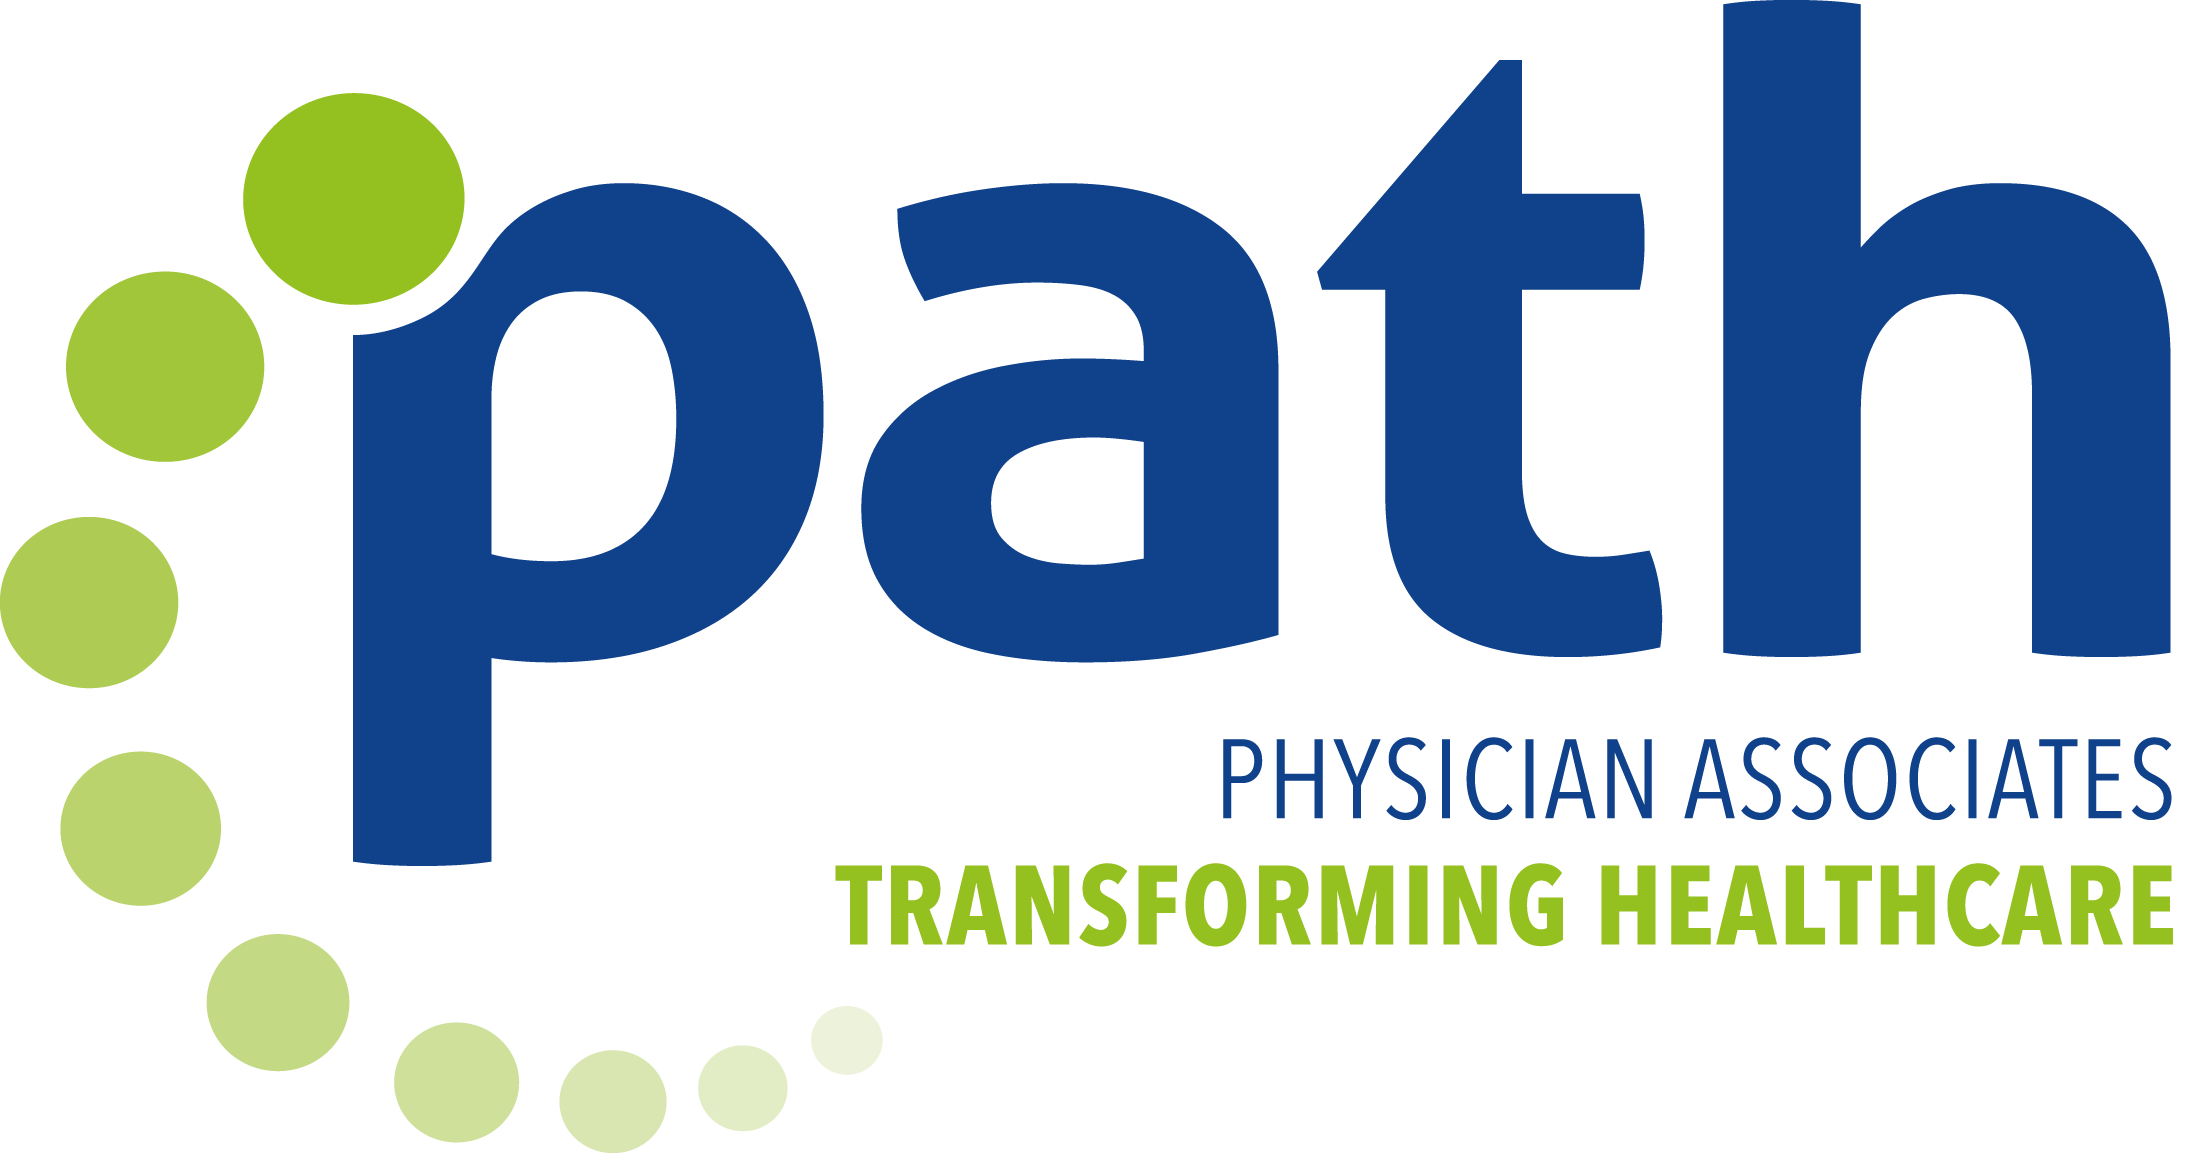 path
PHYSICIAN ASSOCIATES
TRANSFORMING HEALTHCARE